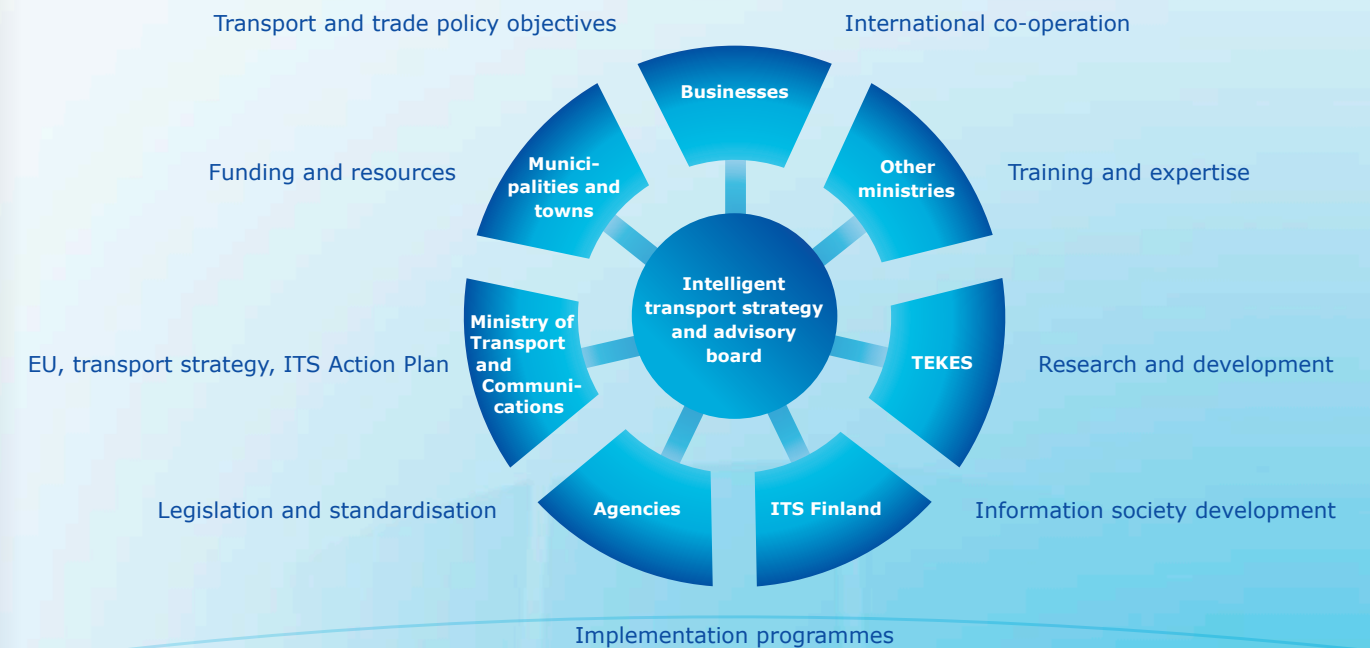 Transport and trade policy objectives
International co-operation
Businesses
Munici-
palities and
towns
Other
ministries
Funding and resources
Training and expertise
Intelligent
transport strategy
and advisory
board
Ministry of
Transport
and
Communi-
cations
TEKES
EU, transport strategy, ITS Action Plan
Research and development
Agencies
ITS Finland
Legislation and standardisation
Information society development
Implementation programmes